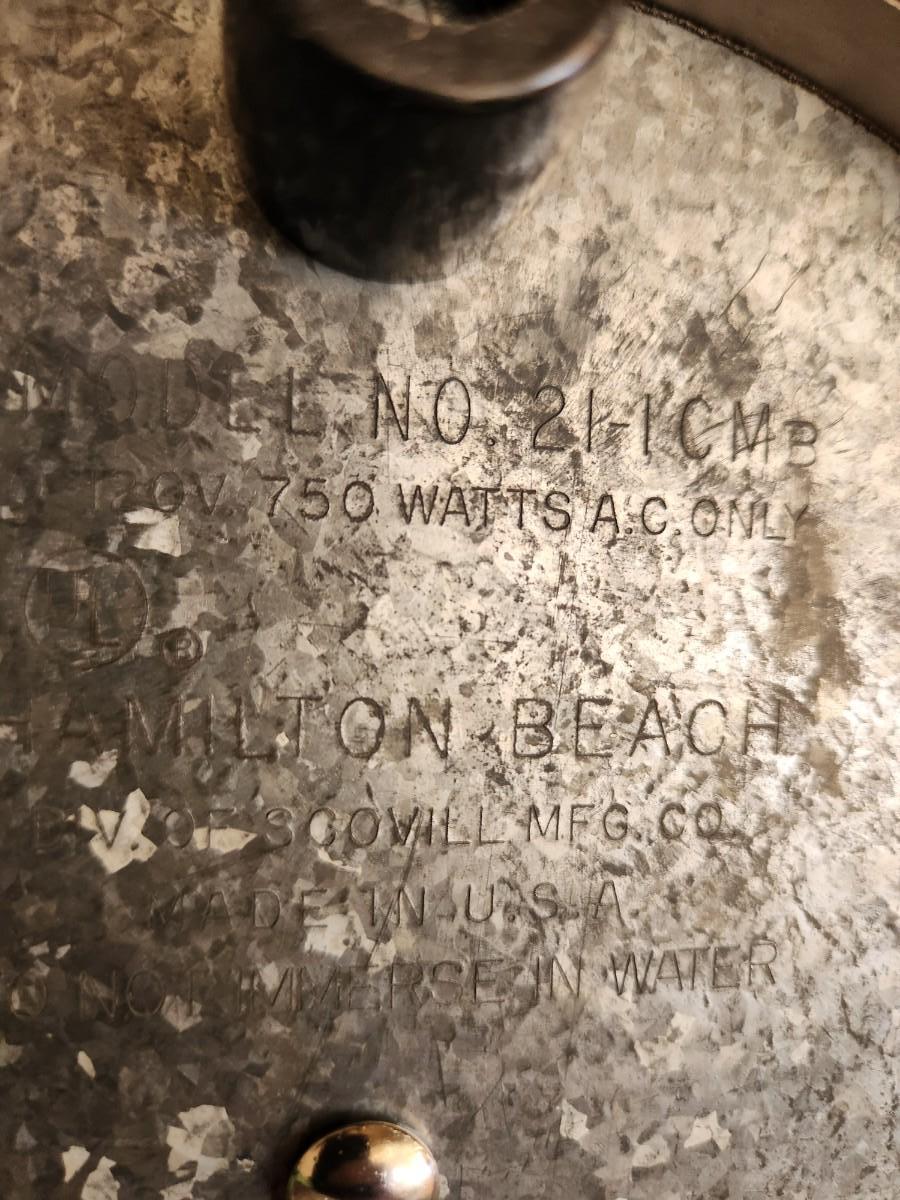 MODEL NO. 21-1CMB
120V 750 WATTS A.C. ONLY
UL ®
HAMILTON BEACH
DIV OF SCOVILL MFG. CO.
MADE IN U.S.A
DO NOT IMMERSE IN WATER